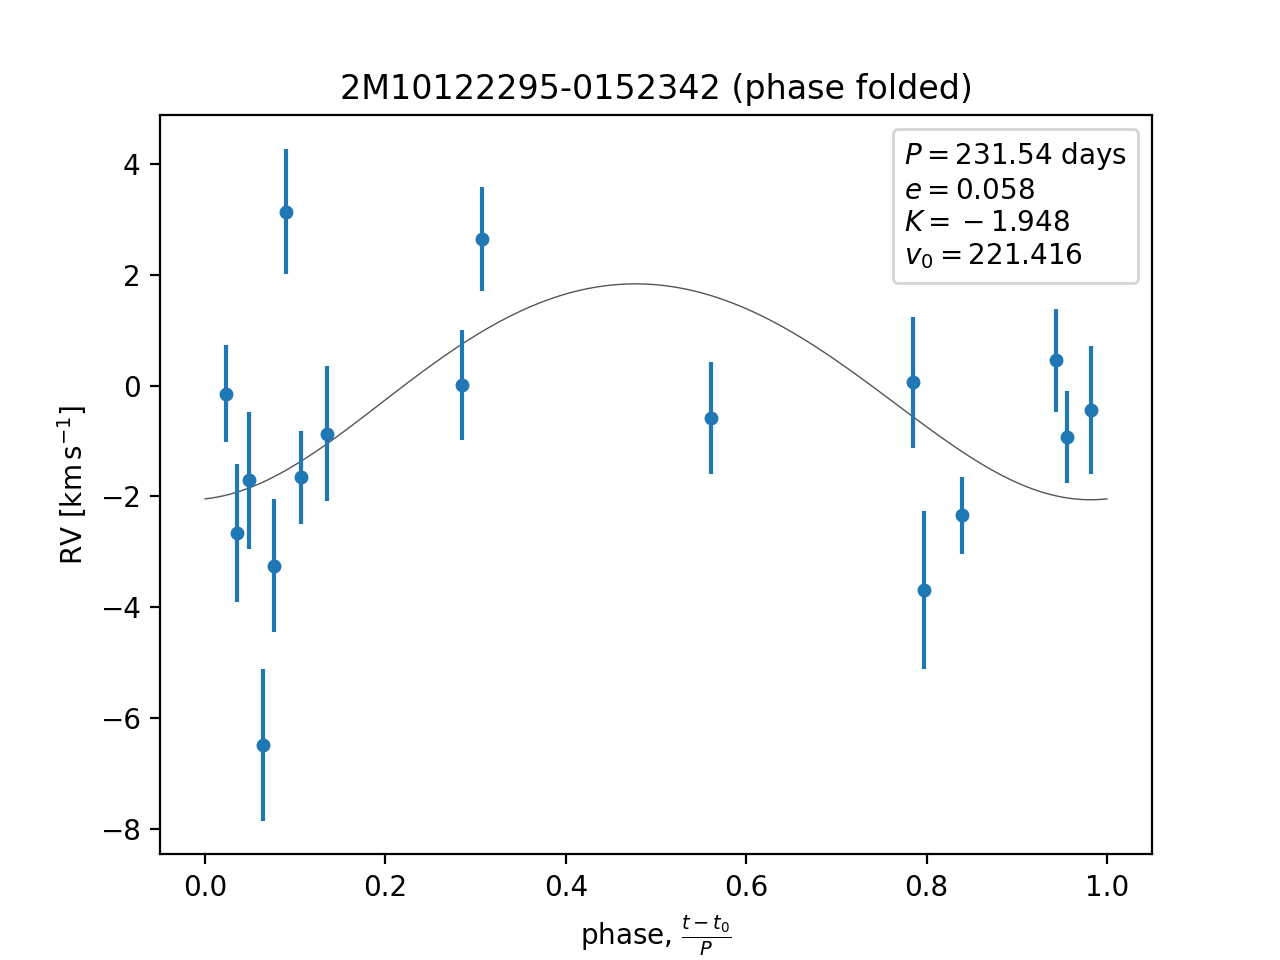 2M10122295-0152342 (phase folded)
P = 231.54 days
e = 0.058
K = −1.948
v₀ = 221.416
4
2
0
−2
−4
−6
−8
RV [km s⁻¹]
0.0 0.2 0.4 0.6 0.8 1.0
phase, (t − t₀)/P